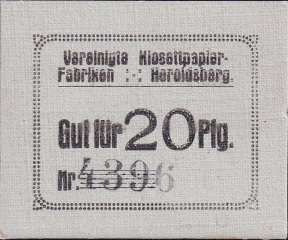 Vereinigte Klosettpapier-
Fabriken :-: Heroldsberg.
Gut für 20 Pfg.
Nr. 4396